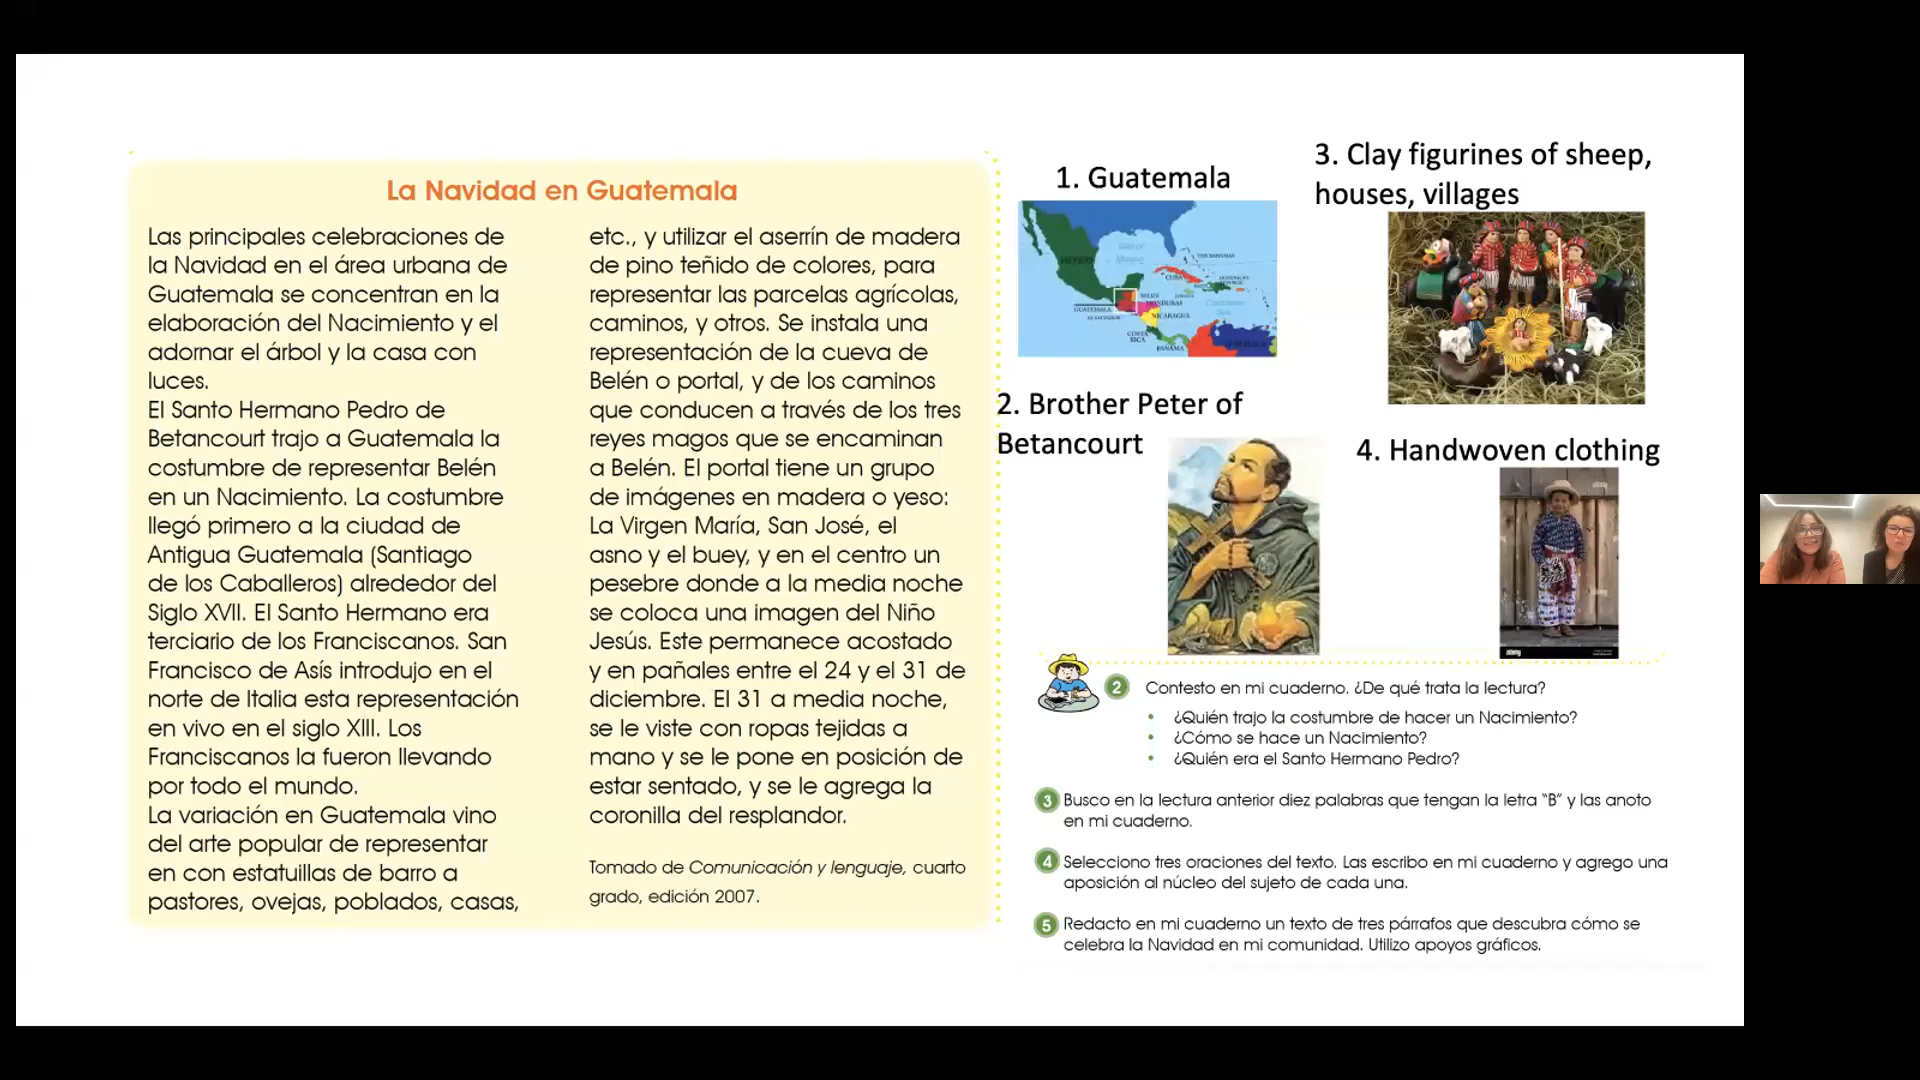 La Navidad en Guatemala
Las principales celebraciones de
la Navidad en el área urbana de
Guatemala se concentran en la
elaboración del Nacimiento y el
adornar el árbol y la casa con
luces.
El Santo Hermano Pedro de
Betancourt trajo a Guatemala la
costumbre de representar Belén
en un Nacimiento. La costumbre
llegó primero a la ciudad de
Antigua Guatemala (Santiago
de los Caballeros) alrededor del
Siglo XVII. El Santo Hermano era
terciario de los Franciscanos. San
Francisco de Asís introdujo en el
norte de Italia esta representación
en vivo en el siglo XIII. Los
Franciscanos la fueron llevando
por todo el mundo.
La variación en Guatemala vino
del arte popular de representar
en con estatuillas de barro a
pastores, ovejas, poblados, casas,
etc., y utilizar el aserrín de madera
de pino teñido de colores, para
representar las parcelas agrícolas,
caminos, y otros. Se instala una
representación de la cueva de
Belén o portal, y de los caminos
que conducen a través de los tres
reyes magos que se encaminan
a Belén. El portal tiene un grupo
de imágenes en madera o yeso:
La Virgen María, San José, el
asno y el buey, y en el centro un
pesebre donde a la media noche
se coloca una imagen del Niño
Jesús. Este permanece acostado
y en pañales entre el 24 y el 31 de
diciembre. El 31 a media noche,
se le viste con ropas tejidas a
mano y se le pone en posición de
estar sentado, y se le agrega la
coronilla del resplandor.
Tomado de Comunicación y lenguaje, cuarto
grado, edición 2007.
1. Guatemala
MEXICO
Gulf of
Mexico
THE BAHAMAS
CUBA
BELIZE
HONDURAS
GUATEMALA
EL SALVADOR
NICARAGUA
COSTA
RICA
PANAMA
2. Brother Peter of
Betancourt
3. Clay figurines of sheep,
houses, villages
4. Handwoven clothing
alamy
2 Contesto en mi cuaderno. ¿De qué trata la lectura?
• ¿Quién trajo la costumbre de hacer un Nacimiento?
• ¿Cómo se hace un Nacimiento?
• ¿Quién era el Santo Hermano Pedro?
3 Busco en la lectura anterior diez palabras que tengan la letra “B” y las anoto
en mi cuaderno.
4 Selecciono tres oraciones del texto. Las escribo en mi cuaderno y agrego una
aposición al núcleo del sujeto de cada una.
5 Redacto en mi cuaderno un texto de tres párrafos que descubra cómo se
celebra la Navidad en mi comunidad. Utilizo apoyos gráficos.